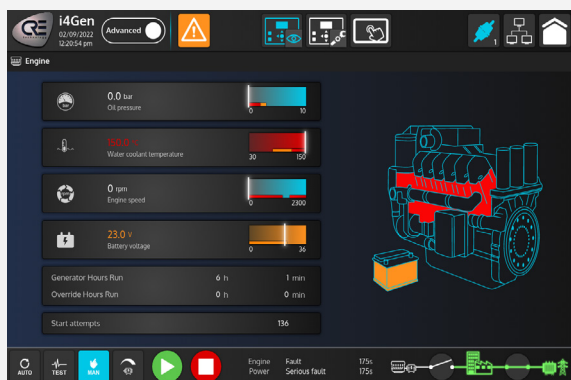 CRE
i4Gen
02/09/2022
12:20:54 pm
Advanced
1
Engine
bar
0.0 bar
Oil pressure
0 10
Water coolant temperature
30 150
0 rpm
Engine speed
0 2300
23.0 V
Battery voltage
0 36
Generator Hours Run 6 h 1 min
Override Hours Run 0 h 0 min
Start attempts 136
AUTO
TEST
MAN
Engine Fault 175s
Power Serious fault 175s